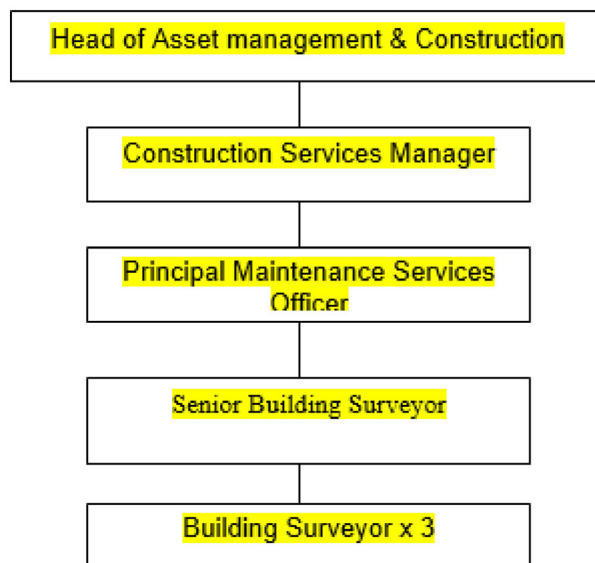 Head of Asset management & Construction
Construction Services Manager
Principal Maintenance Services
Officer
Senior Building Surveyor
Building Surveyor x 3